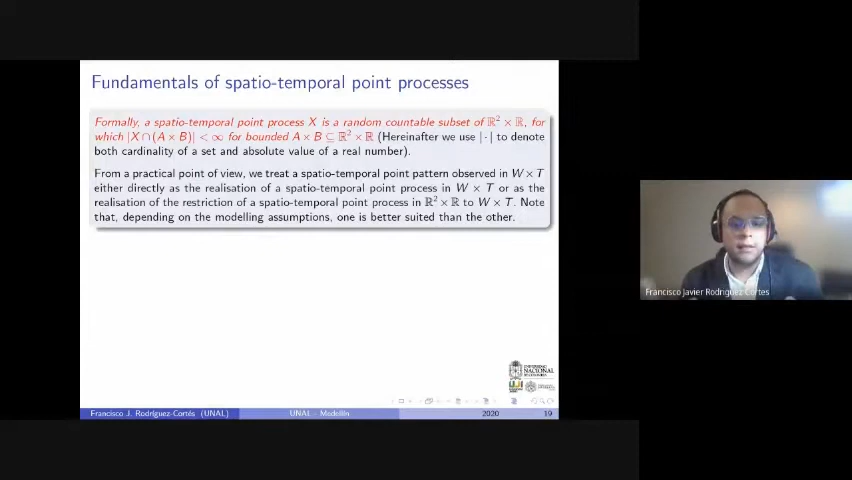 Fundamentals of spatio-temporal point processes
Formally, a spatio-temporal point process X is a random countable subset of ℝ² × ℝ, for
which |X ∩ (A × B)| < ∞ for bounded A × B ⊆ ℝ² × ℝ (Hereinafter we use | · | to denote
both cardinality of a set and absolute value of a real number).
From a practical point of view, we treat a spatio-temporal point pattern observed in W × T
either directly as the realisation of a spatio-temporal point process in W × T or as the
realisation of the restriction of a spatio-temporal point process in ℝ² × ℝ to W × T. Note
that, depending on the modelling assumptions, one is better suited than the other.
Francisco Javier Rodríguez Cortes
UNIVERSIDAD
NACIONAL
DE COLOMBIA
Francisco J. Rodríguez-Cortés (UNAL) UNAL - Medellín 2020 19